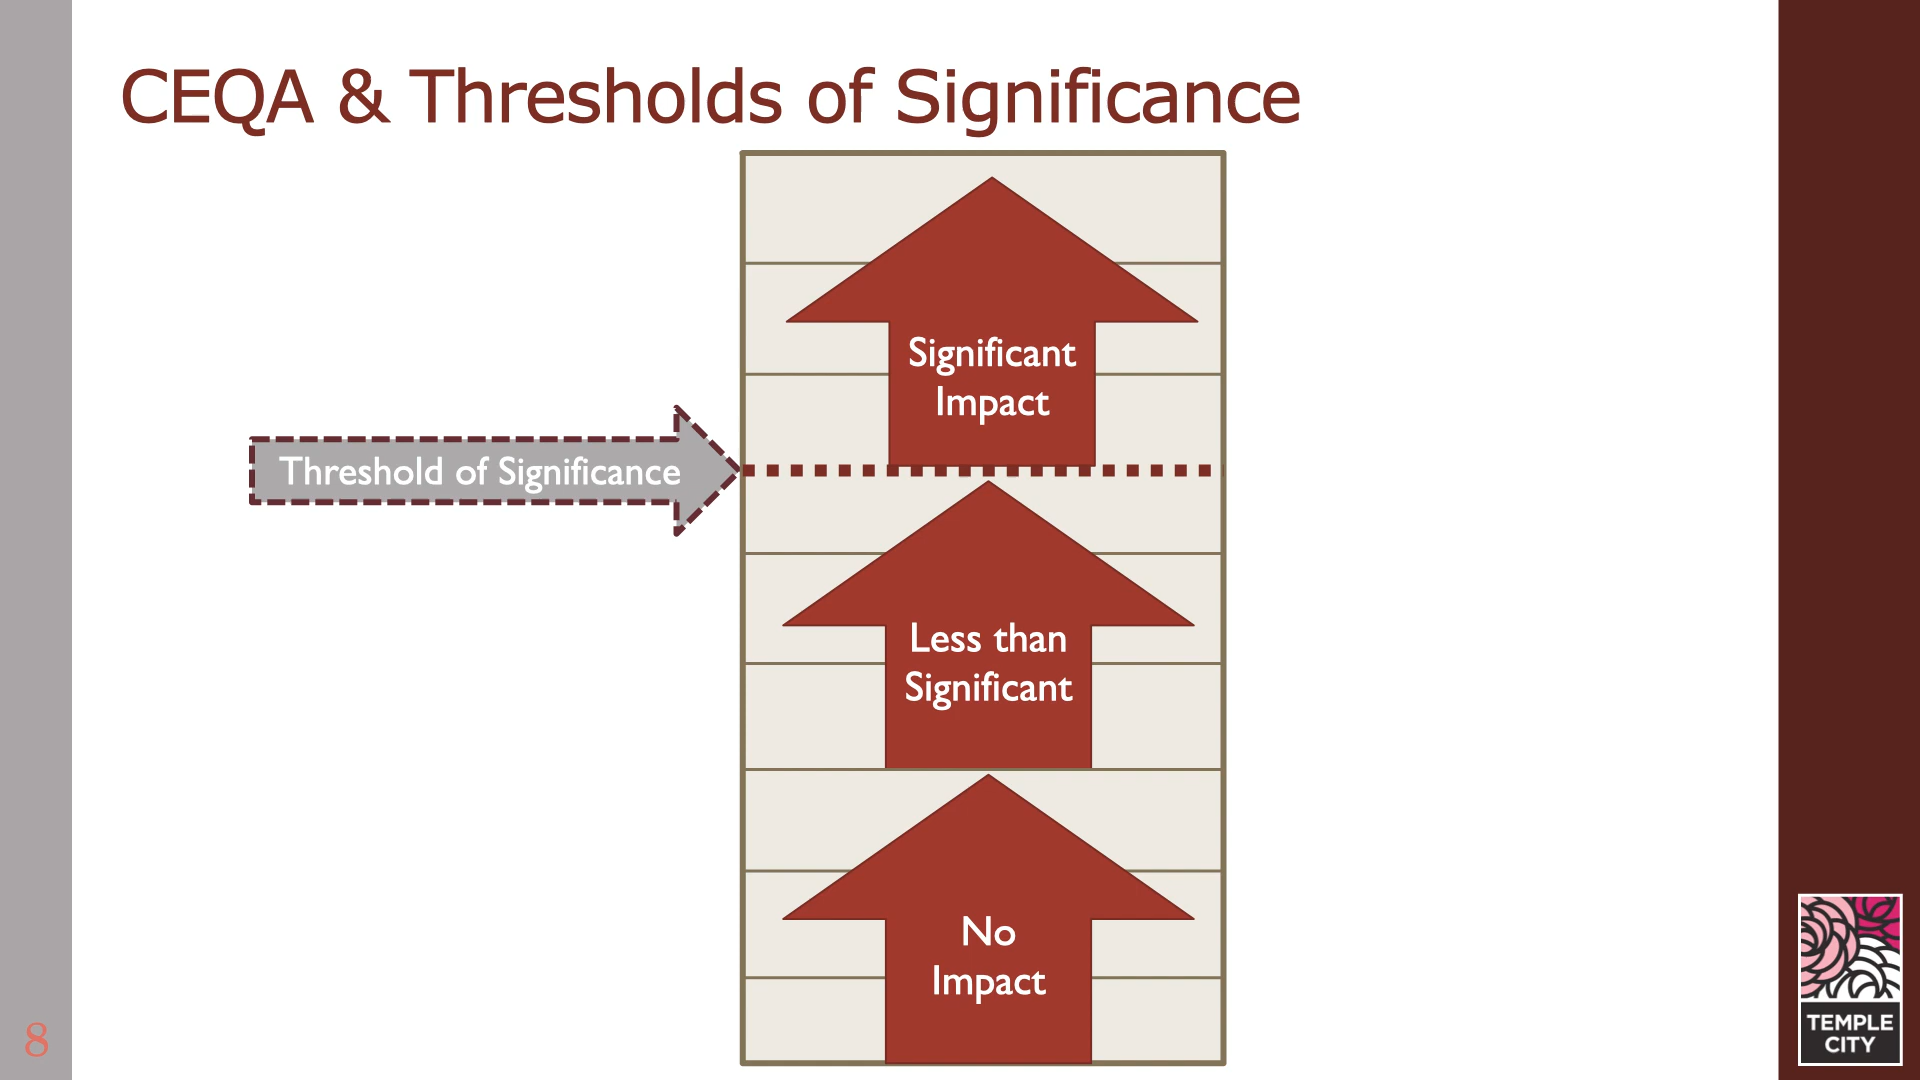 CEQA & Thresholds of Significance
Significant
Impact
Threshold of Significance
Less than
Significant
No
Impact
8
TEMPLE
CITY